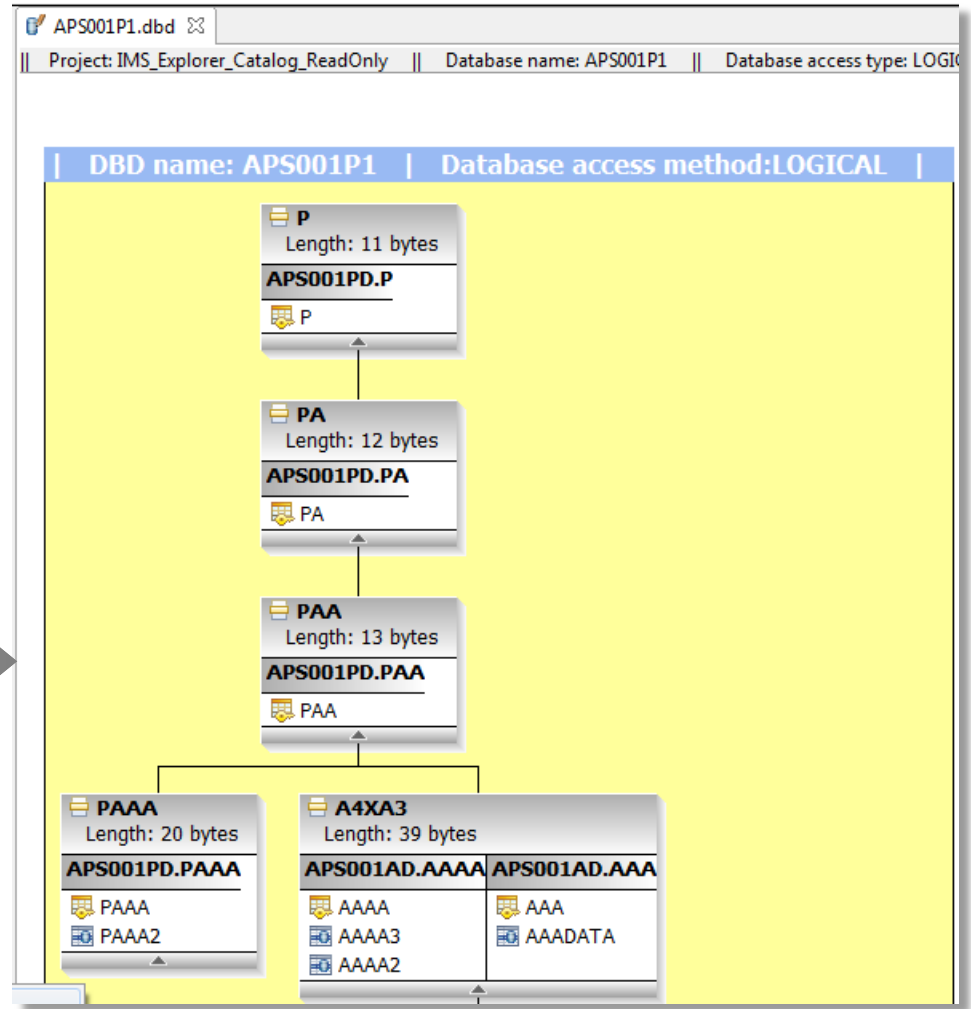 APS001P1.dbd
|| Project: IMS_Explorer_Catalog_ReadOnly || Database name: APS001P1 || Database access type: LOGI
| DBD name: APS001P1 | Database access method:LOGICAL |
P
Length: 11 bytes
APS001PD.P
P
PA
Length: 12 bytes
APS001PD.PA
PA
PAA
Length: 13 bytes
APS001PD.PAA
PAA
PAAA
Length: 20 bytes
APS001PD.PAAA
PAAA
PAAA2
A4XA3
Length: 39 bytes
APS001AD.AAAA APS001AD.AAA
AAAA AAA
AAAA3 AAADATA
AAAA2